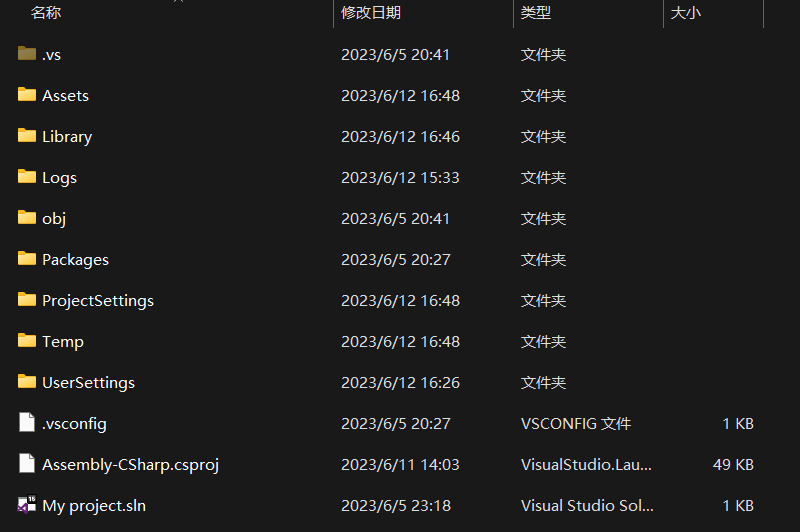 名称 修改日期 类型 大小
.vs 2023/6/5 20:41 文件夹
Assets 2023/6/12 16:48 文件夹
Library 2023/6/12 16:46 文件夹
Logs 2023/6/12 15:33 文件夹
obj 2023/6/5 20:41 文件夹
Packages 2023/6/5 20:27 文件夹
ProjectSettings 2023/6/12 16:48 文件夹
Temp 2023/6/12 16:48 文件夹
UserSettings 2023/6/12 16:26 文件夹
.vsconfig 2023/6/5 20:27 VSCONFIG 文件 1 KB
Assembly-CSharp.csproj 2023/6/11 14:03 VisualStudio.Lau... 49 KB
My project.sln 2023/6/5 23:18 Visual Studio Sol... 1 KB